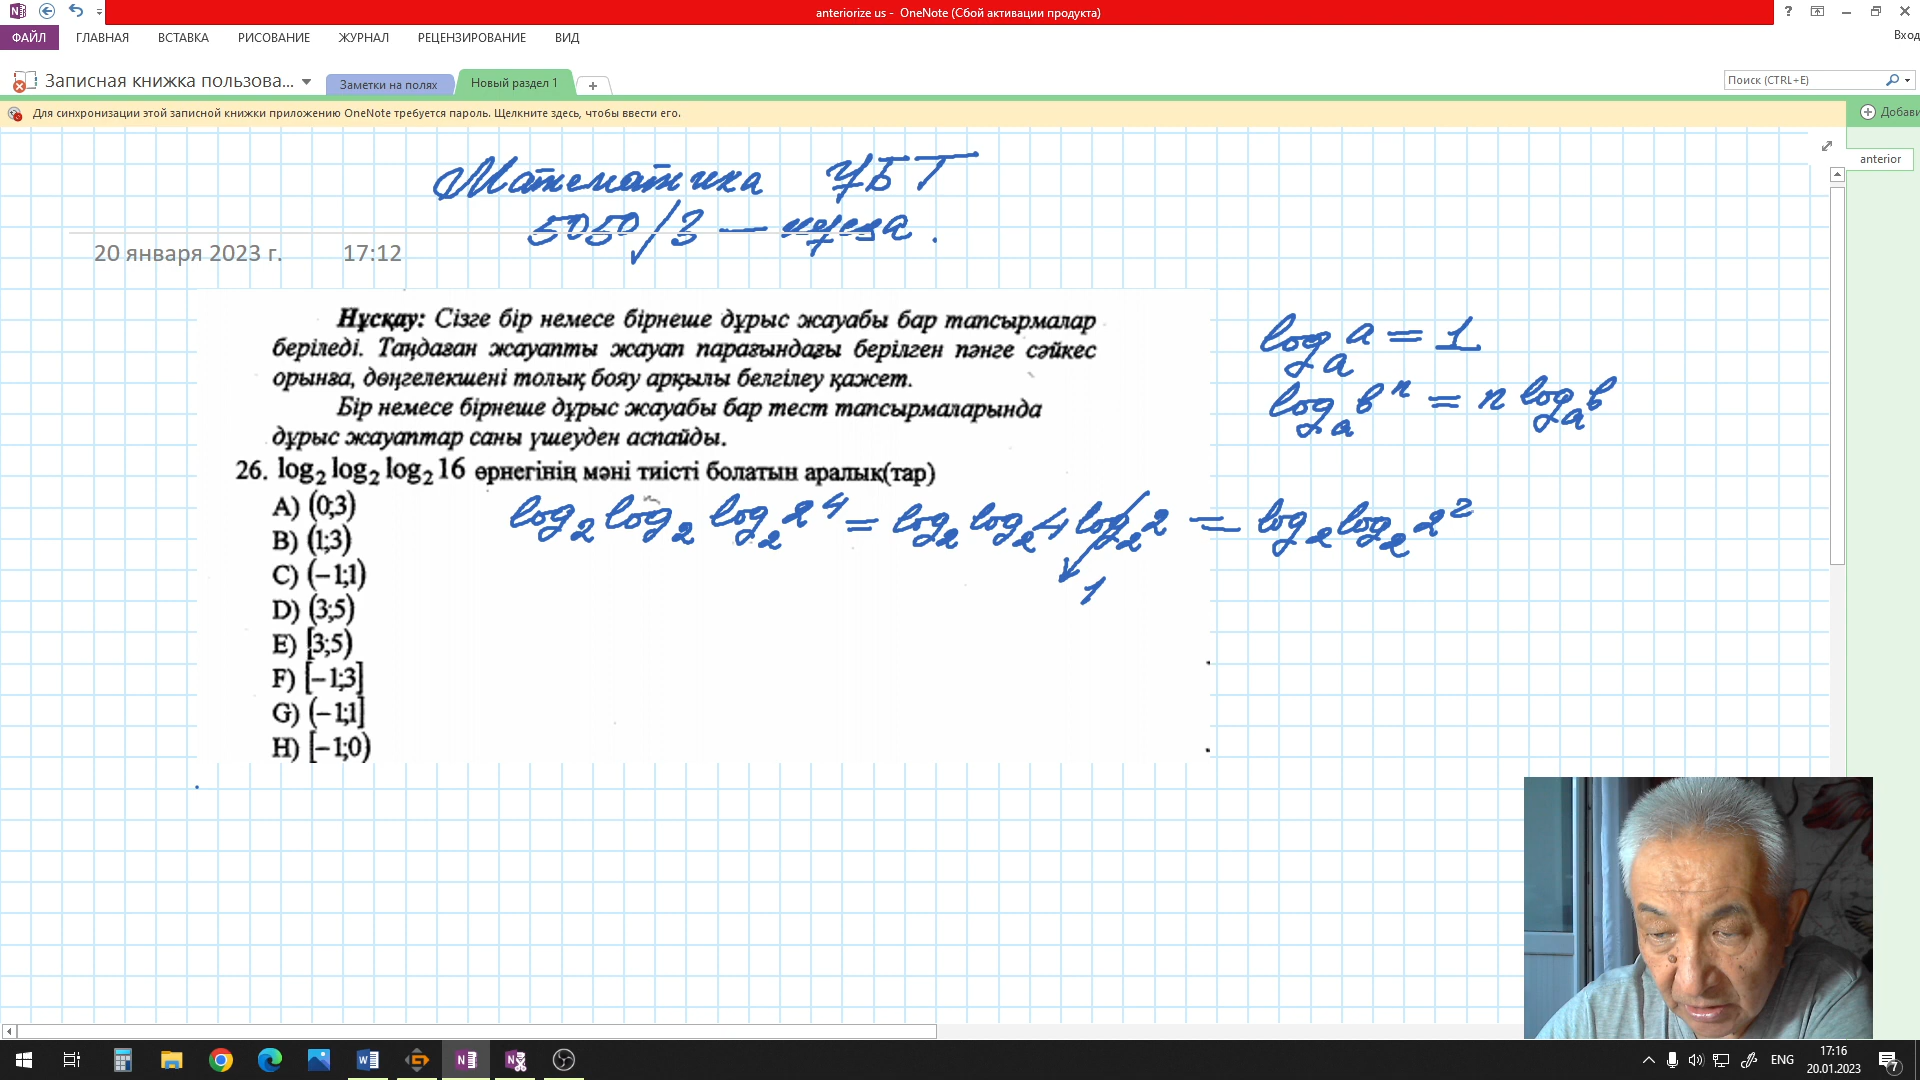 anteriorize us - OneNote (Сбой активации продукта)
ФАЙЛ ГЛАВНАЯ ВСТАВКА РИСОВАНИЕ ЖУРНАЛ РЕЦЕНЗИРОВАНИЕ ВИД
Вход
Записная книжка пользова... Заметки на полях Новый раздел 1
Поиск (CTRL+E)
Для синхронизации этой записной книжки приложению OneNote требуется пароль. Щелкните здесь, чтобы ввести его.
Добави
anterior
Математика ҰБТ
5050/3 — нұсқа.
20 января 2023 г. 17:12
Нұсқау: Сізге бір немесе бірнеше дұрыс жауабы бар тапсырмалар
беріледі. Таңдаған жауапты жауап парағындағы берілген пәнге сәйкес
орынға, дөңгелекшені толық бояу арқылы белгілеу қажет.
Бір немесе бірнеше дұрыс жауабы бар тест тапсырмаларында
дұрыс жауаптар саны үшеуден аспайды.
26. log₂ log₂ log₂ 16 өрнегінің мәні тиісті болатын аралық(тар)
A) (0;3)
B) (1;3)
C) (−1;1)
D) (3;5)
E) [3;5)
F) [−1;3]
G) (−1;1]
H) [−1;0)
logₐ a = 1
logₐ bⁿ = n logₐ b
log₂ log₂ log₂ 2⁴ = log₂ log₂ 4 log₂ 2 = log₂ log₂ 2²
1
ENG
17:16
20.01.2023
7